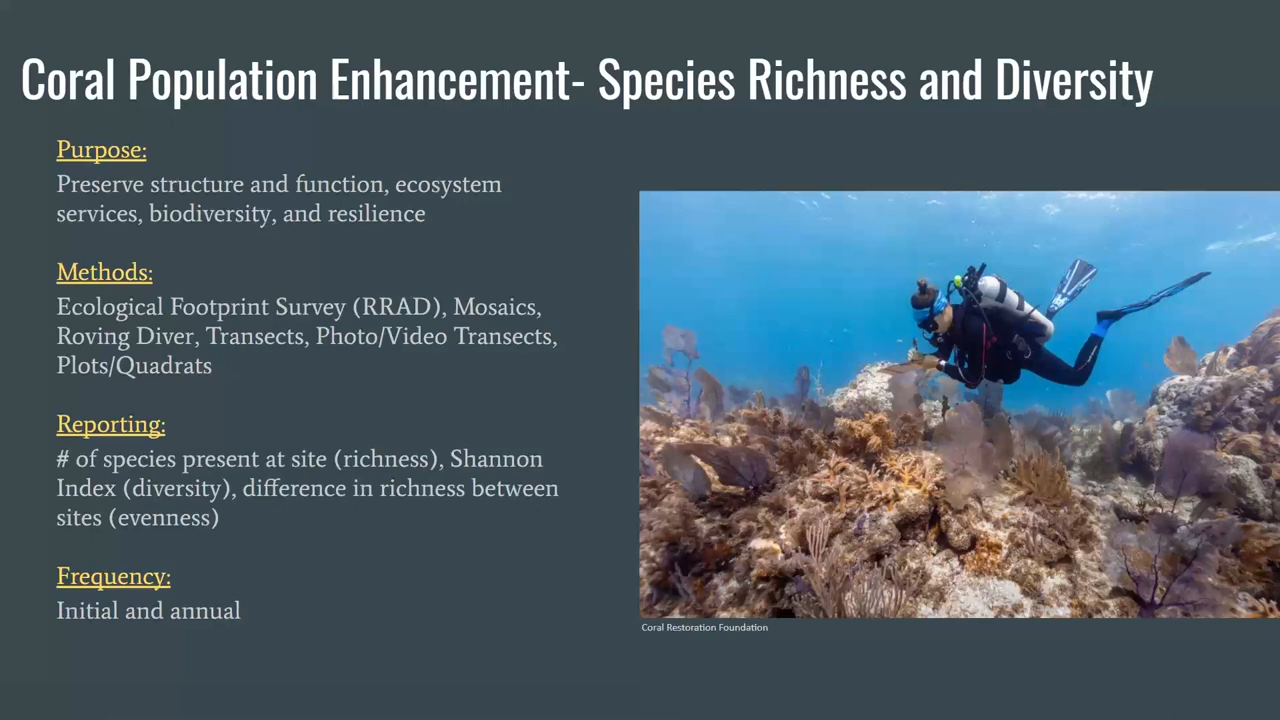 Coral Population Enhancement- Species Richness and Diversity
Purpose:
Preserve structure and function, ecosystem
services, biodiversity, and resilience
Methods:
Ecological Footprint Survey (RRAD), Mosaics,
Roving Diver, Transects, Photo/Video Transects,
Plots/Quadrats
Reporting:
# of species present at site (richness), Shannon
Index (diversity), difference in richness between
sites (evenness)
Frequency:
Initial and annual
Coral Restoration Foundation